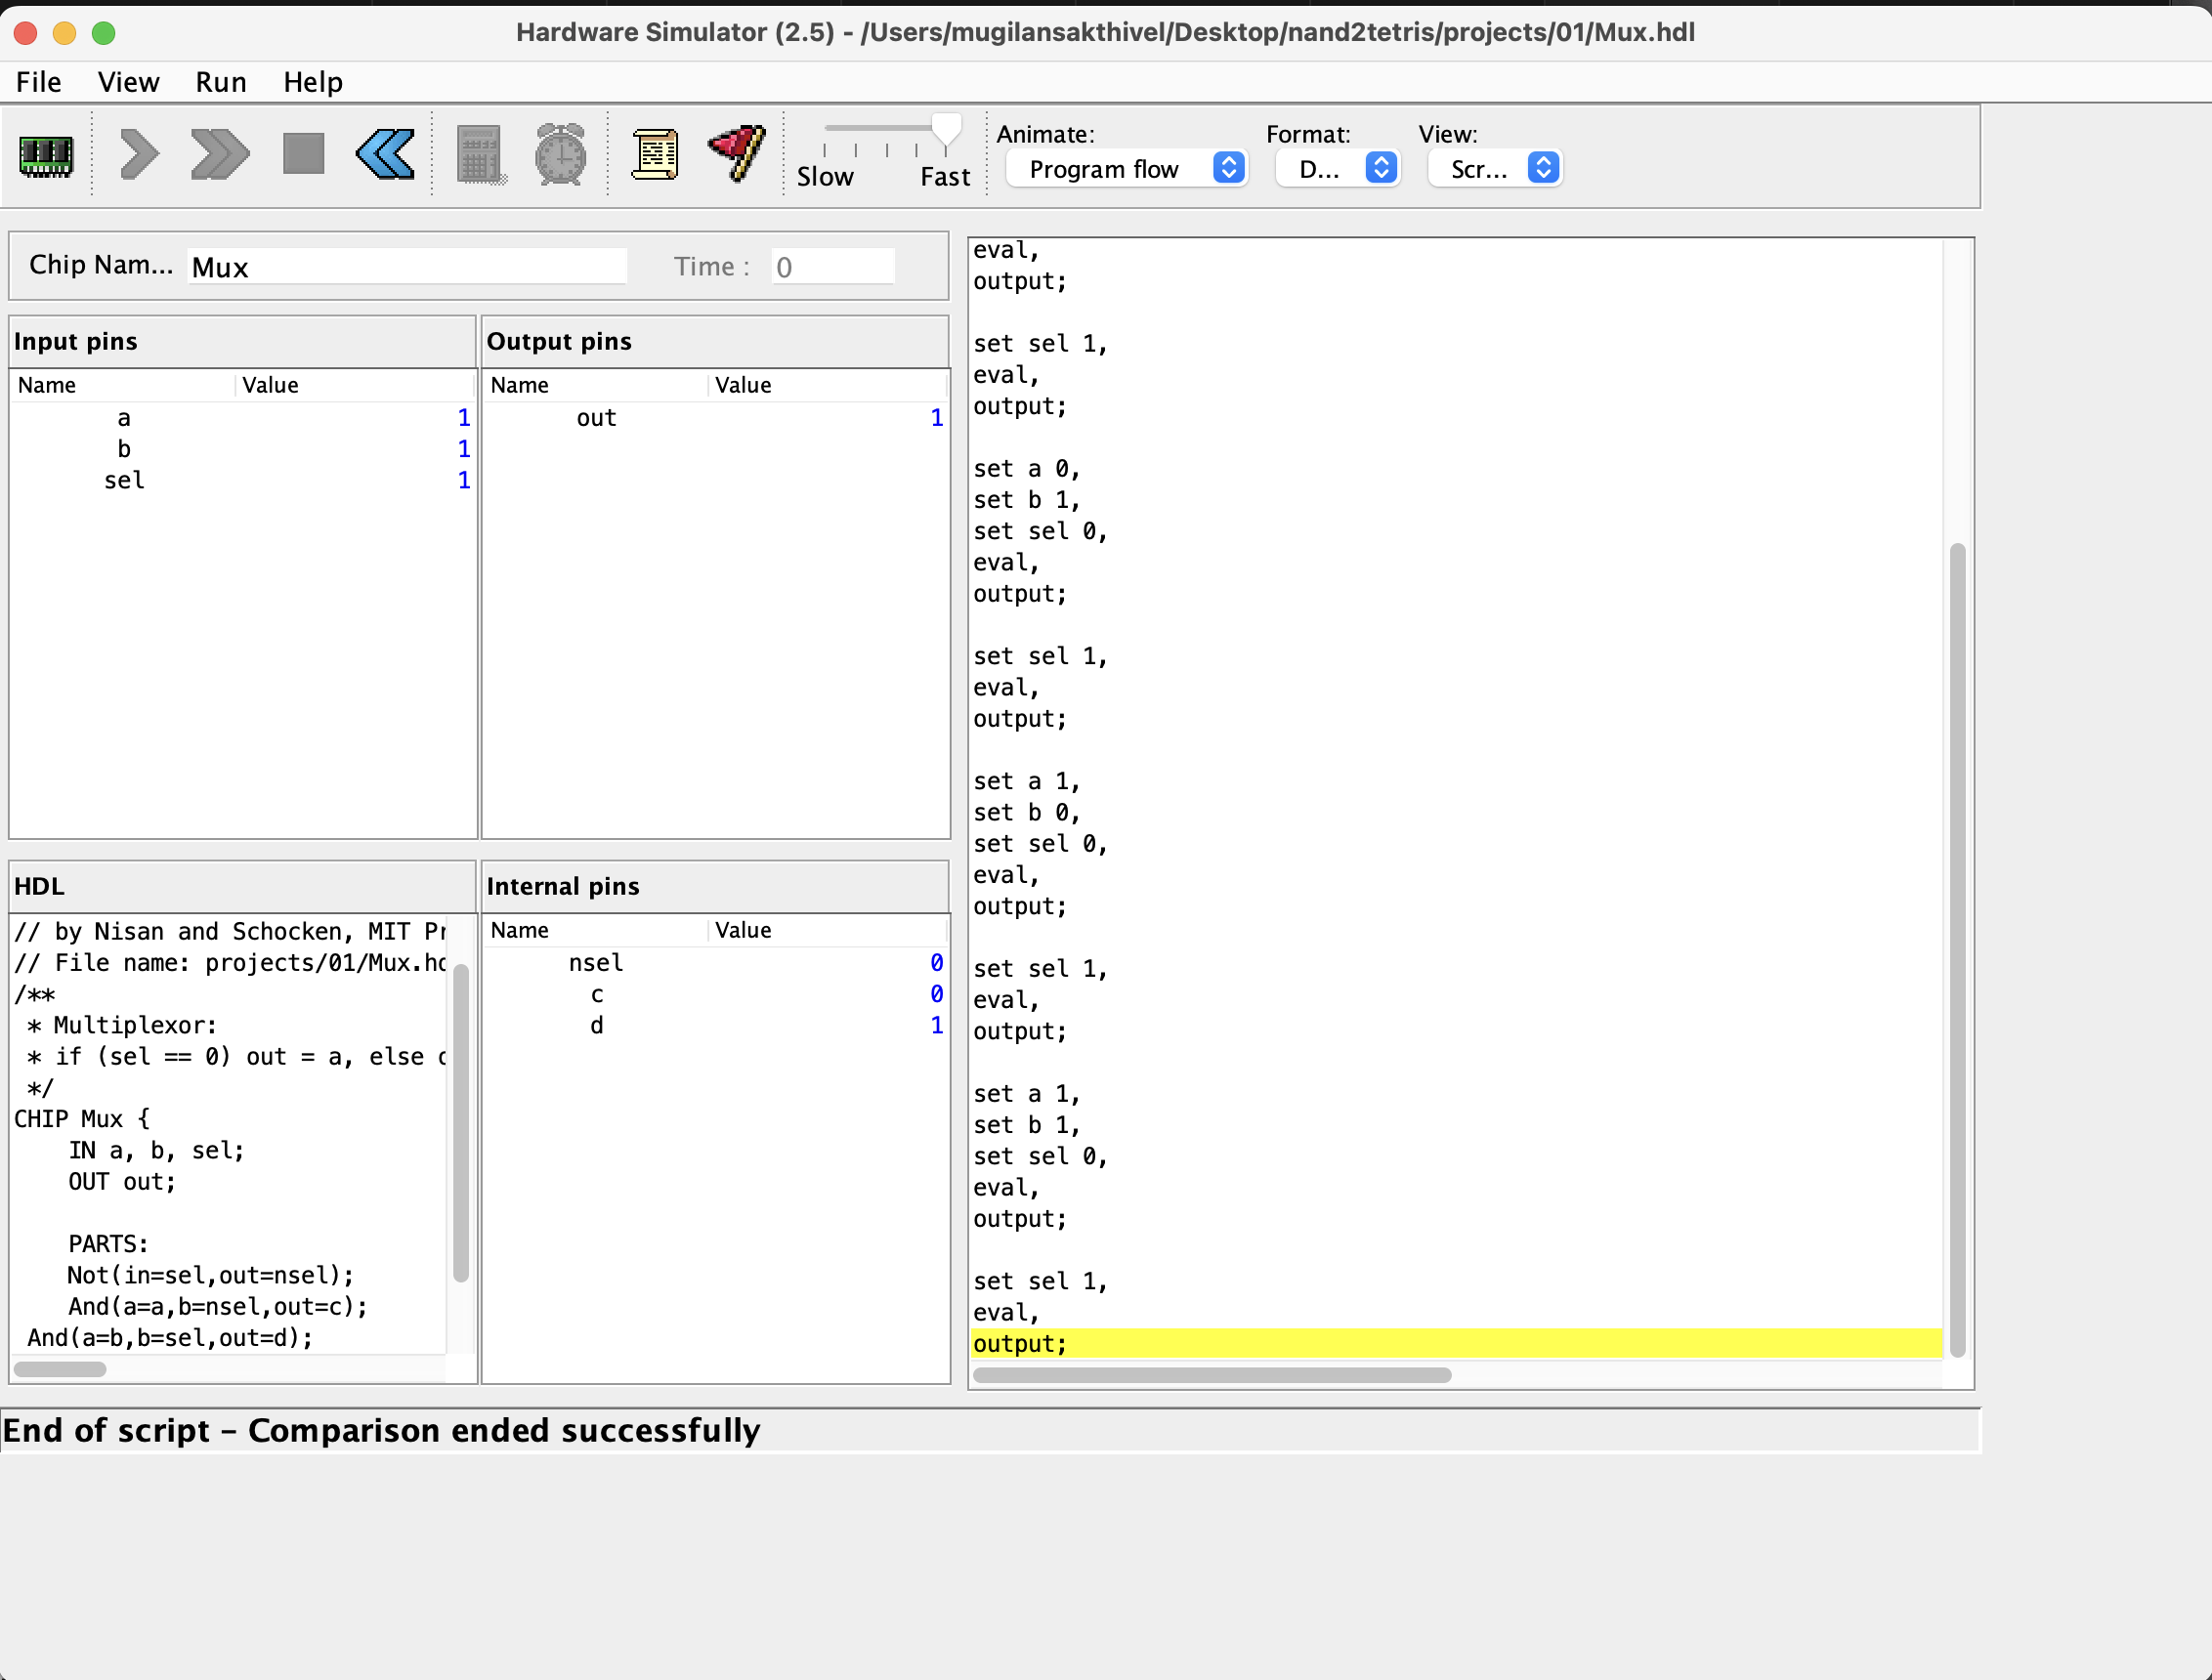 Hardware Simulator (2.5) - /Users/mugilansakthivel/Desktop/nand2tetris/projects/01/Mux.hdl
File View Run Help
Animate: Format: View:
Slow Fast Program flow D... Scr...
Chip Nam... Mux Time : 0
Input pins
Name Value
a 1
b 1
sel 1
Output pins
Name Value
out 1
HDL
// by Nisan and Schocken, MIT Pr
// File name: projects/01/Mux.hd
/**
* Multiplexor:
* if (sel == 0) out = a, else o
*/
CHIP Mux {
IN a, b, sel;
OUT out;
PARTS:
Not(in=sel,out=nsel);
And(a=a,b=nsel,out=c);
And(a=b,b=sel,out=d);
Internal pins
Name Value
nsel 0
c 0
d 1
eval,
output;
set sel 1,
eval,
output;
set a 0,
set b 1,
set sel 0,
eval,
output;
set sel 1,
eval,
output;
set a 1,
set b 0,
set sel 0,
eval,
output;
set sel 1,
eval,
output;
set a 1,
set b 1,
set sel 0,
eval,
output;
set sel 1,
eval,
output;
End of script – Comparison ended successfully